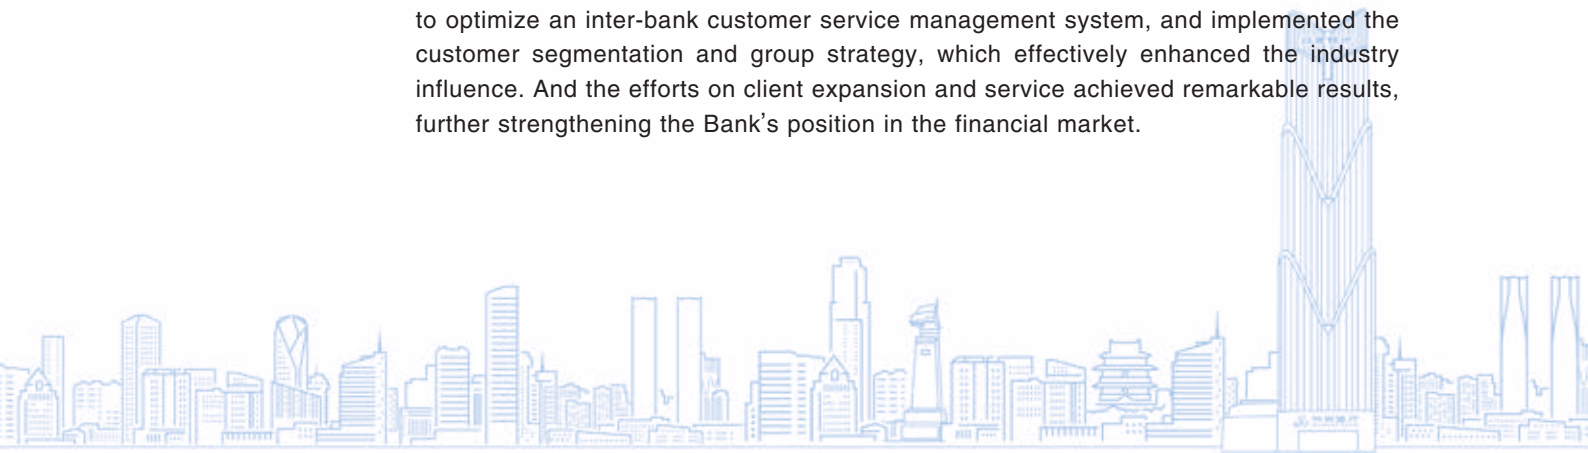 to optimize an inter-bank customer service management system, and implemented the
customer segmentation and group strategy, which effectively enhanced the industry
influence. And the efforts on client expansion and service achieved remarkable results,
further strengthening the Bank’s position in the financial market.